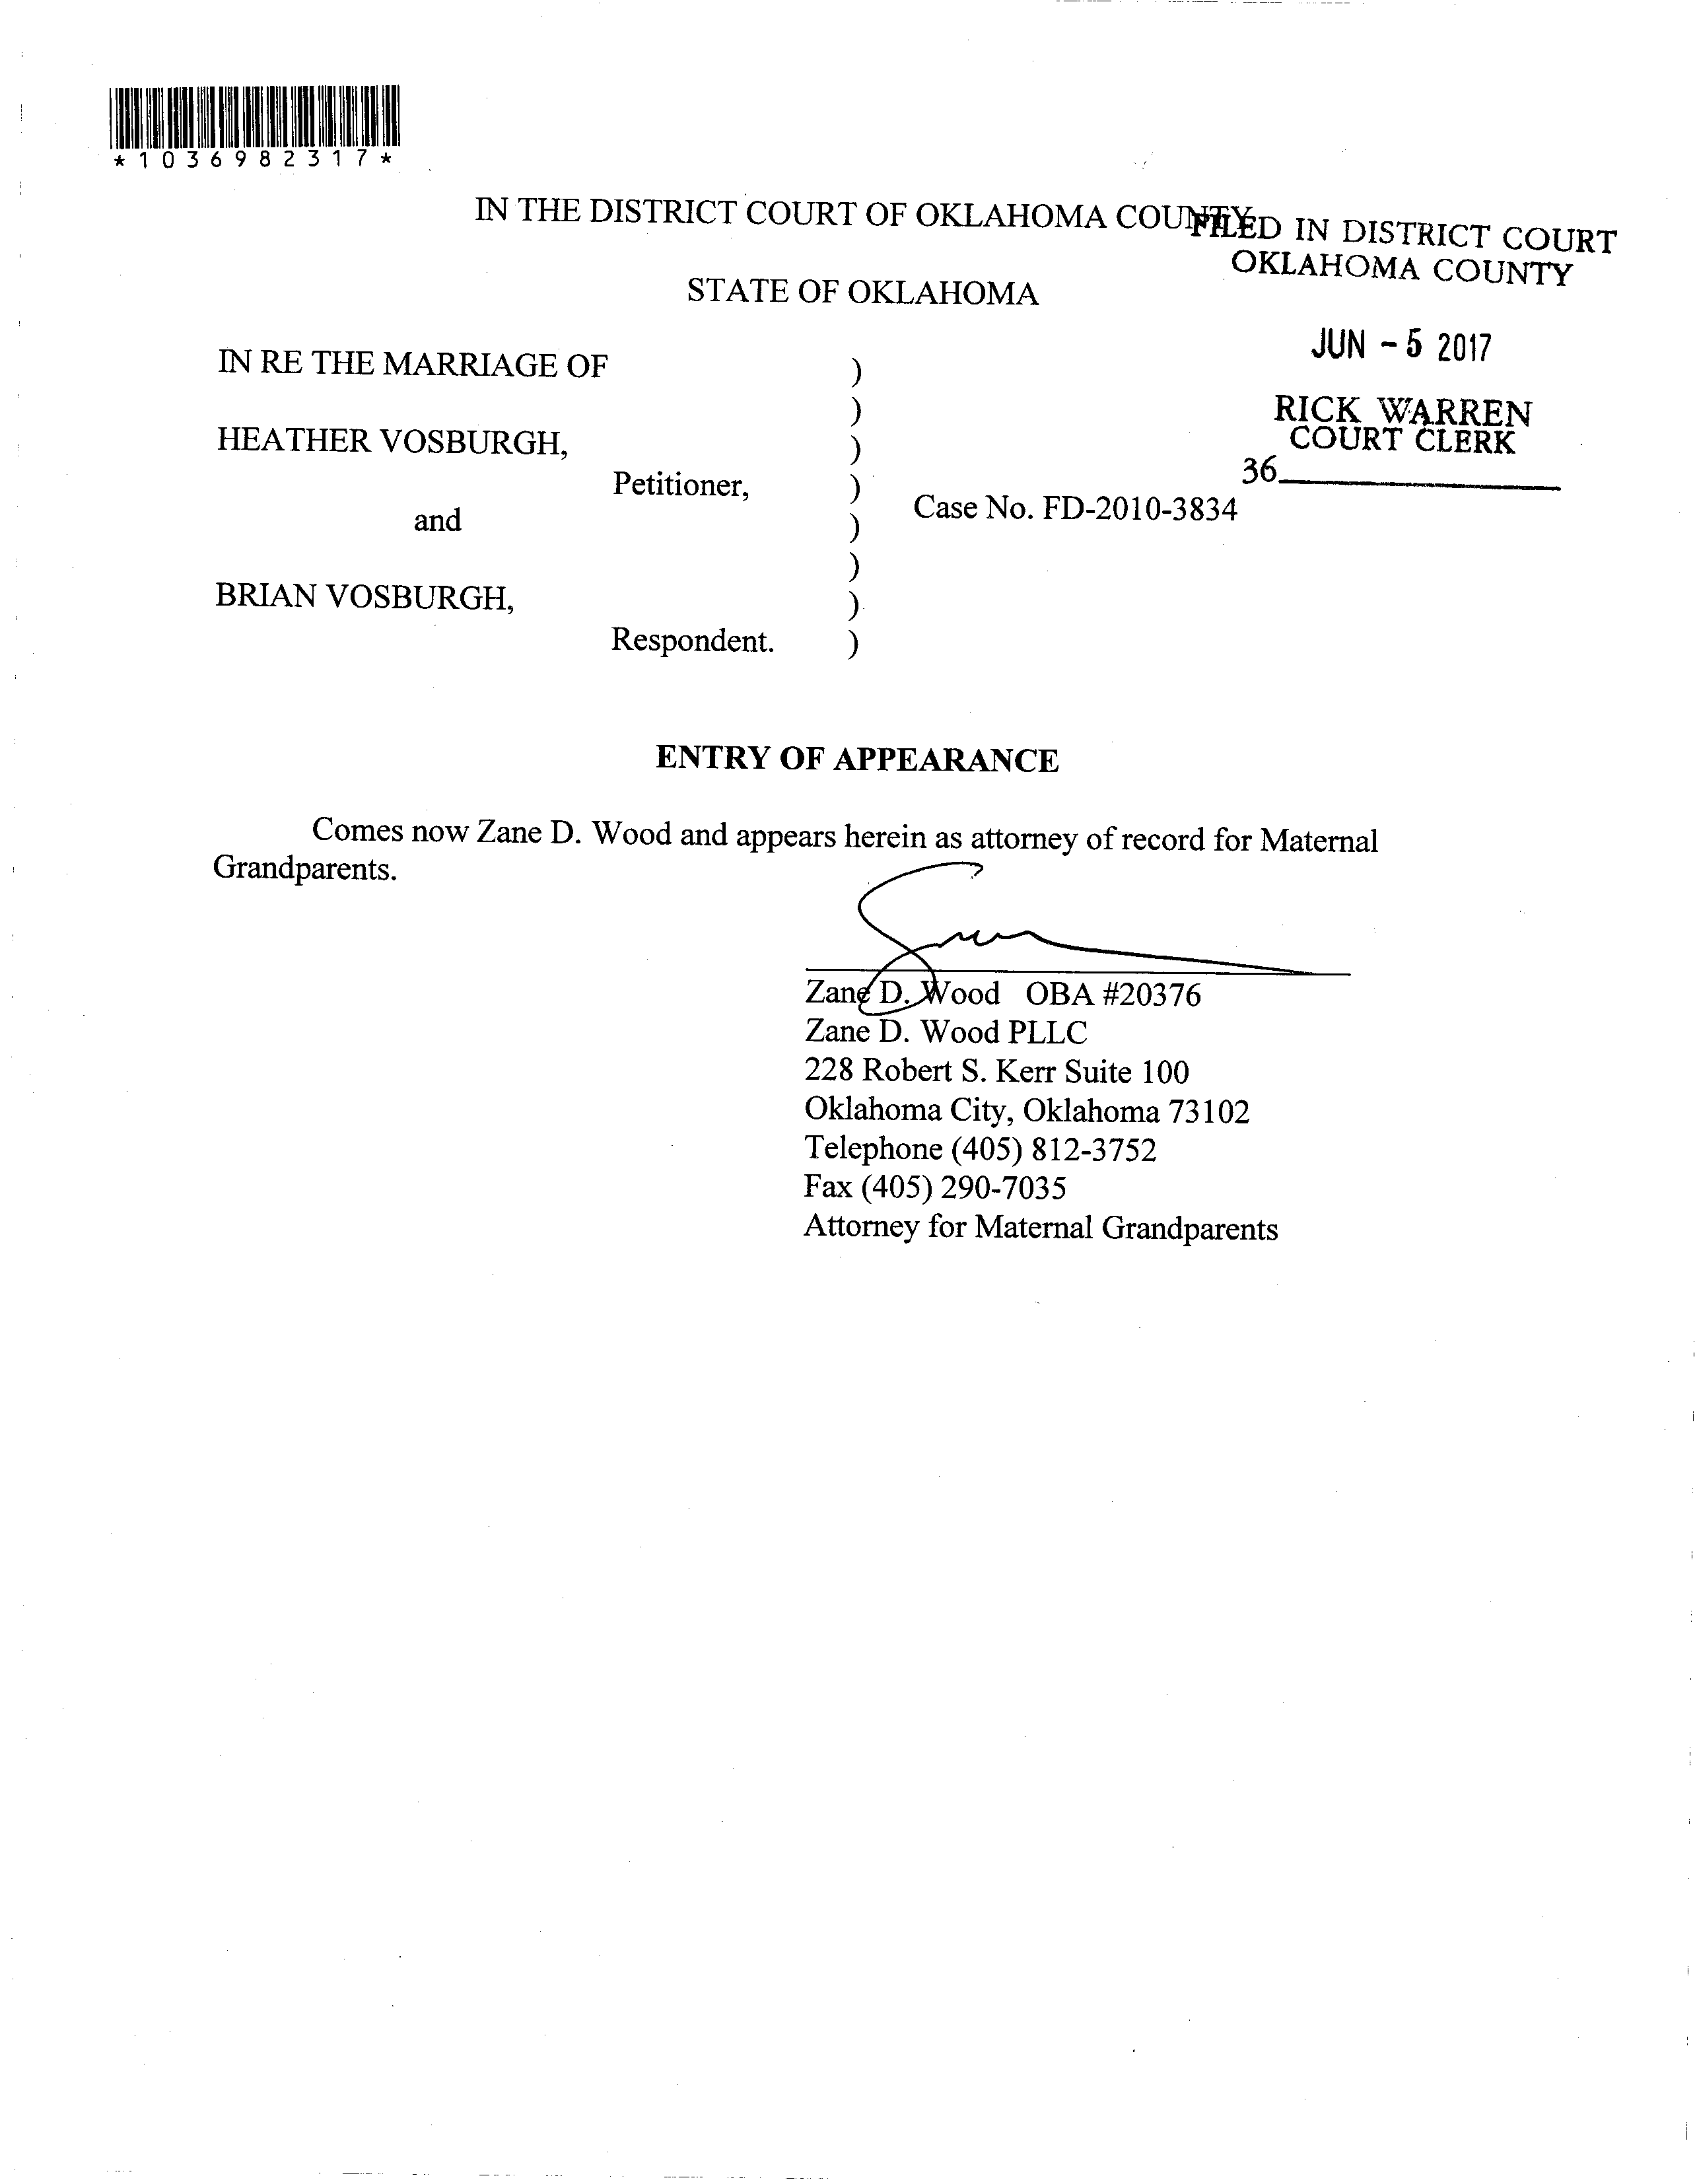 *1036982317*
IN THE DISTRICT COURT OF OKLAHOMA COUNTY
FILED IN DISTRICT COURT
OKLAHOMA COUNTY
STATE OF OKLAHOMA
JUN - 5 2017
IN RE THE MARRIAGE OF )
)
RICK WARREN
COURT CLERK
HEATHER VOSBURGH, )
36
Petitioner, )
Case No. FD-2010-3834
and )
)
BRIAN VOSBURGH, )
Respondent. )
ENTRY OF APPEARANCE
Comes now Zane D. Wood and appears herein as attorney of record for Maternal
Grandparents.
Zane D. Wood OBA #20376
Zane D. Wood PLLC
228 Robert S. Kerr Suite 100
Oklahoma City, Oklahoma 73102
Telephone (405) 812-3752
Fax (405) 290-7035
Attorney for Maternal Grandparents